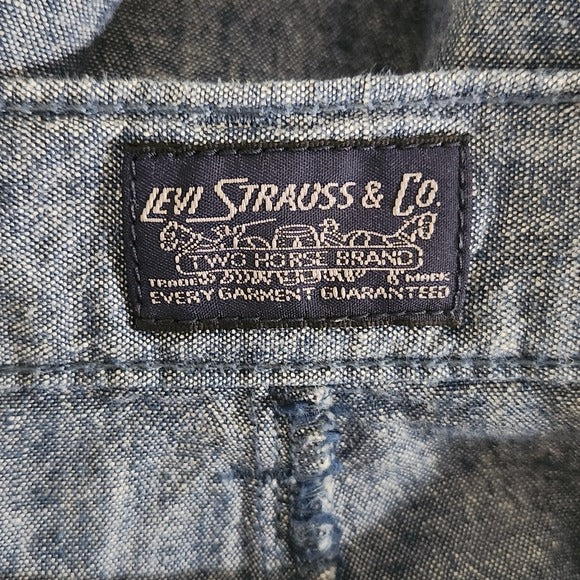 LEVI STRAUSS & CO.
TWO HORSE BRAND
TRADE MARK
EVERY GARMENT GUARANTEED